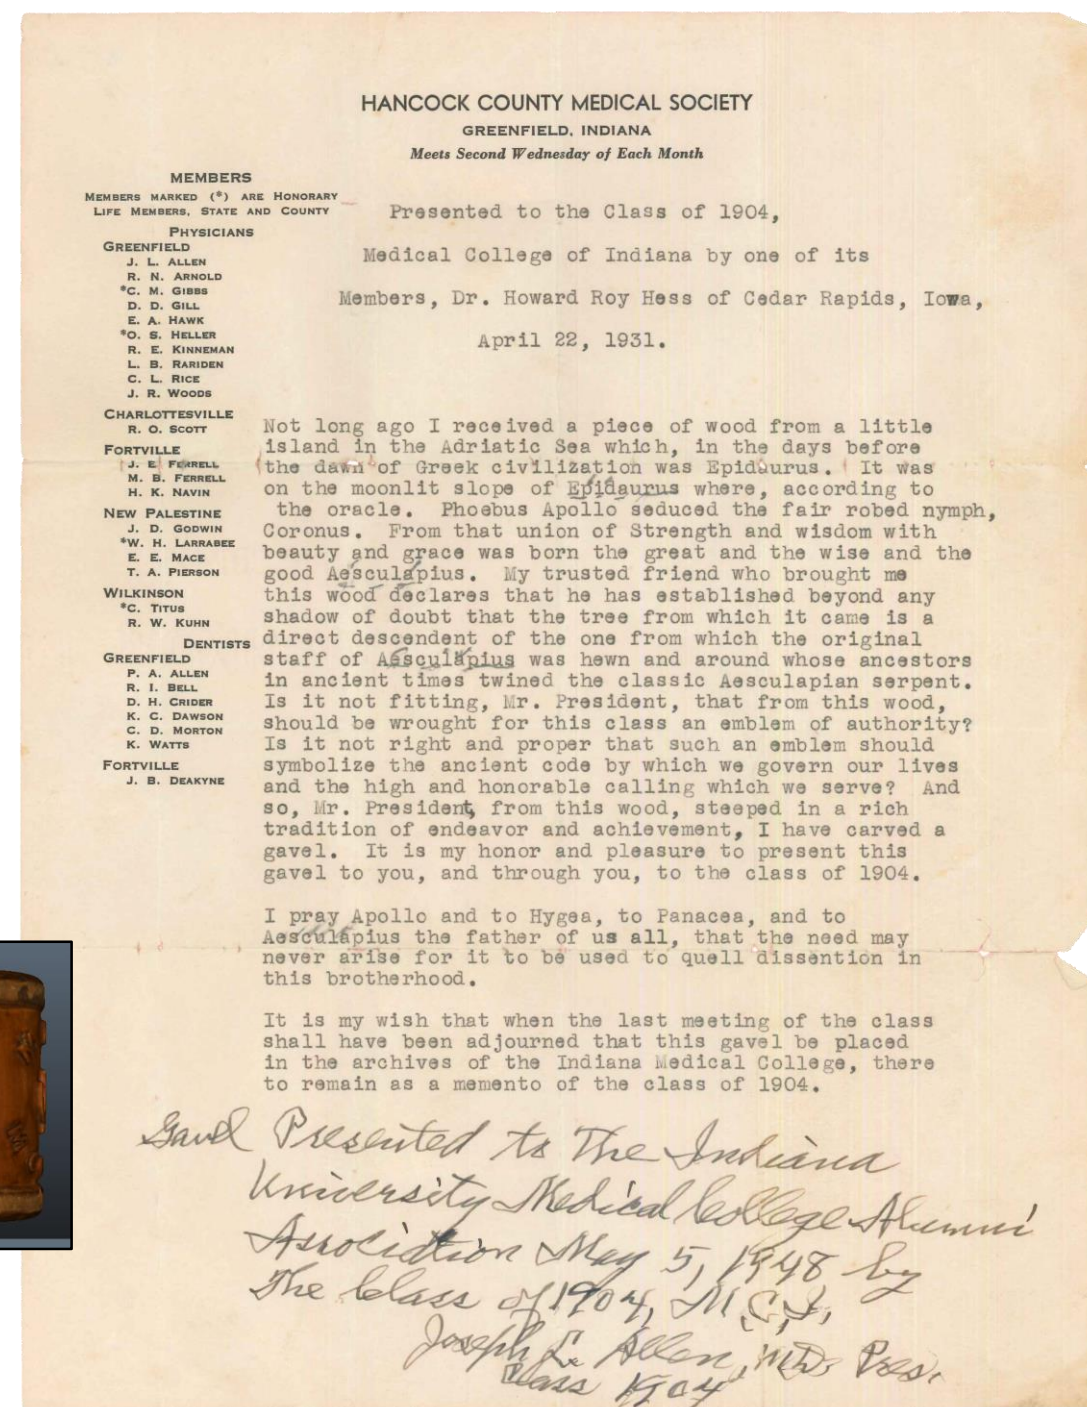 HANCOCK COUNTY MEDICAL SOCIETY
GREENFIELD, INDIANA
Meets Second Wednesday of Each Month
MEMBERS
MEMBERS MARKED (*) ARE HONORARY
LIFE MEMBERS, STATE AND COUNTY
PHYSICIANS
GREENFIELD
J. L. ALLEN
R. N. ARNOLD
*C. M. GIBBS
D. D. GILL
E. A. HAWK
*O. S. HELLER
R. E. KINNEMAN
L. B. RARIDEN
C. L. RICE
J. R. WOODS
CHARLOTTESVILLE
R. O. SCOTT
FORTVILLE
J. E. FERRELL
M. B. FERRELL
H. K. NAVIN
NEW PALESTINE
J. D. GODWIN
*W. H. LARRABEE
E. E. MACE
T. A. PIERSON
WILKINSON
*C. TITUS
R. W. KUHN
DENTISTS
GREENFIELD
P. A. ALLEN
R. I. BELL
D. H. CRIDER
K. C. DAWSON
C. D. MORTON
K. WATTS
FORTVILLE
J. B. DEAKYNE
Presented to the Class of 1904,
Medical College of Indiana by one of its
Members, Dr. Howard Roy Hess of Cedar Rapids, Iowa,
April 22, 1931.
Not long ago I received a piece of wood from a little
island in the Adriatic Sea which, in the days before
the dawn of Greek civilization was Epidaurus. It was
on the moonlit slope of Epidaurus where, according to
the oracle. Phoebus Apollo seduced the fair robed nymph,
Coronus. From that union of Strength and wisdom with
beauty and grace was born the great and the wise and the
good Aesculapius. My trusted friend who brought me
this wood declares that he has established beyond any
shadow of doubt that the tree from which it came is a
direct descendent of the one from which the original
staff of Aesculapius was hewn and around whose ancestors
in ancient times twined the classic Aesculapian serpent.
Is it not fitting, Mr. President, that from this wood,
should be wrought for this class an emblem of authority?
Is it not right and proper that such an emblem should
symbolize the ancient code by which we govern our lives
and the high and honorable calling which we serve? And
so, Mr. President, from this wood, steeped in a rich
tradition of endeavor and achievement, I have carved a
gavel. It is my honor and pleasure to present this
gavel to you, and through you, to the class of 1904.
I pray Apollo and to Hygea, to Panacea, and to
Aesculapius the father of us all, that the need may
never arise for it to be used to quell dissention in
this brotherhood.
It is my wish that when the last meeting of the class
shall have been adjourned that this gavel be placed
in the archives of the Indiana Medical College, there
to remain as a memento of the class of 1904.
Gavel Presented to The Indiana
University Medical College Alumni
Association May 5, 1948 by
The Class of 1904, M.C.I.
Joseph L. Allen, M.D. Pres.
Class 1904